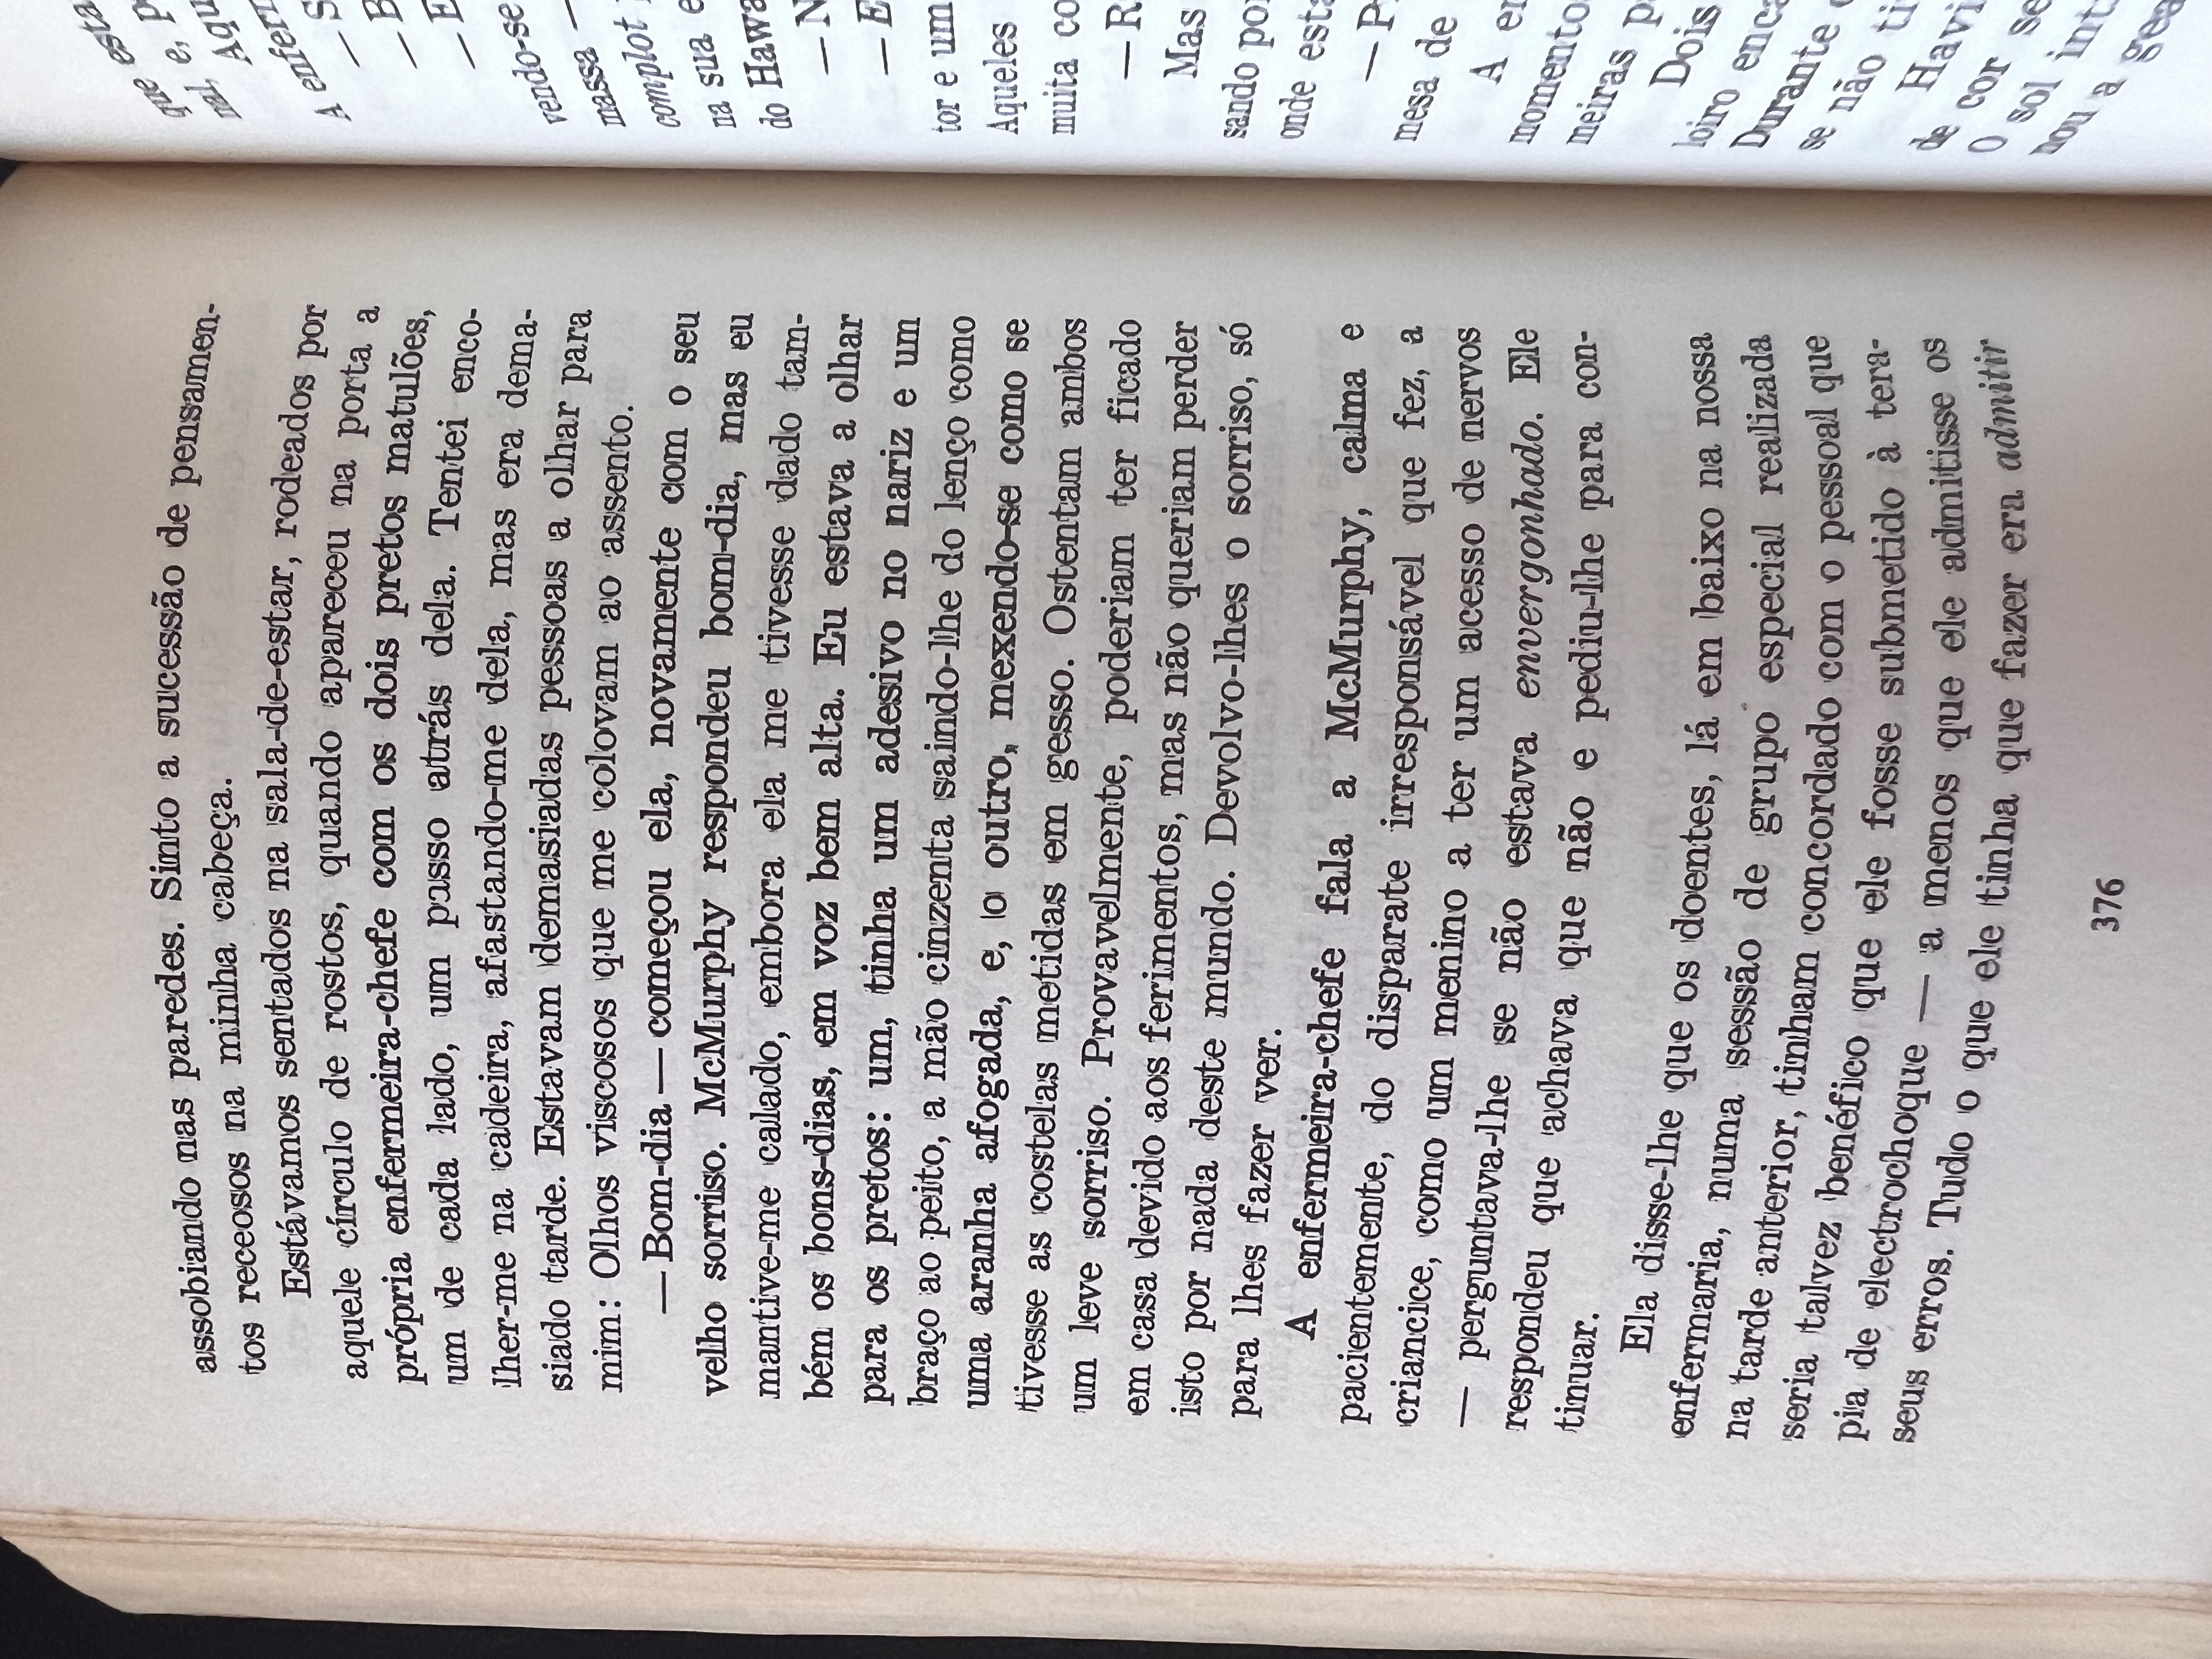 assobiando nas paredes. Sinto a sucessão de pensamen-
tos receosos na minha cabeça.
Estávamos sentados na sala-de-estar, rodeados por
aquele círculo de rostos, quando apareceu na porta a
própria enfermeira-chefe com os dois pretos matulões,
um de cada lado, um passo atrás dela. Tentei enco-
lher-me na cadeira, afastando-me dela, mas era dema-
siado tarde. Estavam demasiadas pessoas a olhar para
mim: Olhos viscosos que me colovam ao assento.
— Bom-dia — começou ela, novamente com o seu
velho sorriso. McMurphy respondeu bom-dia, mas eu
mantive-me calado, embora ela me tivesse dado tam-
bém os bons-dias, em voz bem alta. Eu estava a olhar
para os pretos: um, tinha um adesivo no nariz e um
braço ao peito, a mão cinzenta saindo-lhe do lenço como
uma aranha afogada, e, o outro, mexendo-se como se
tivesse as costelas metidas em gesso. Ostentam ambos
um leve sorriso. Provavelmente, poderiam ter ficado
em casa devido aos ferimentos, mas não queriam perder
isto por nada deste mundo. Devolvo-lhes o sorriso, só
para lhes fazer ver.
A enfermeira-chefe fala a McMurphy, calma e
pacientemente, do disparate irresponsável que fez, a
criancice, como um menino a ter um acesso de nervos
— perguntava-lhe se não estava envergonhado. Ele
respondeu que achava que não e pediu-lhe para con-
tinuar.
Ela disse-lhe que os doentes, lá em baixo na nossa
enfermaria, numa sessão de grupo especial realizada
na tarde anterior, tinham concordado com o pessoal que
seria talvez benéfico que ele fosse submetido à tera-
pia de electrochoque — a menos que ele admitisse os
seus erros. Tudo o que ele tinha que fazer era admitir
376
que esta
nal, e, p
Aqu
A enferm
— S
— B
— E
vendo-se
massa —
complot
na sua e
do Hawa
— N
— E
tor e um
Aqueles
muita co
— R
Mas
sando por
onde esta
— P
mesa de
A en
momento
meiras p
Dois
loiro enca
Durante
se não ti
Havi
de cor se
O sol int
nou a gea